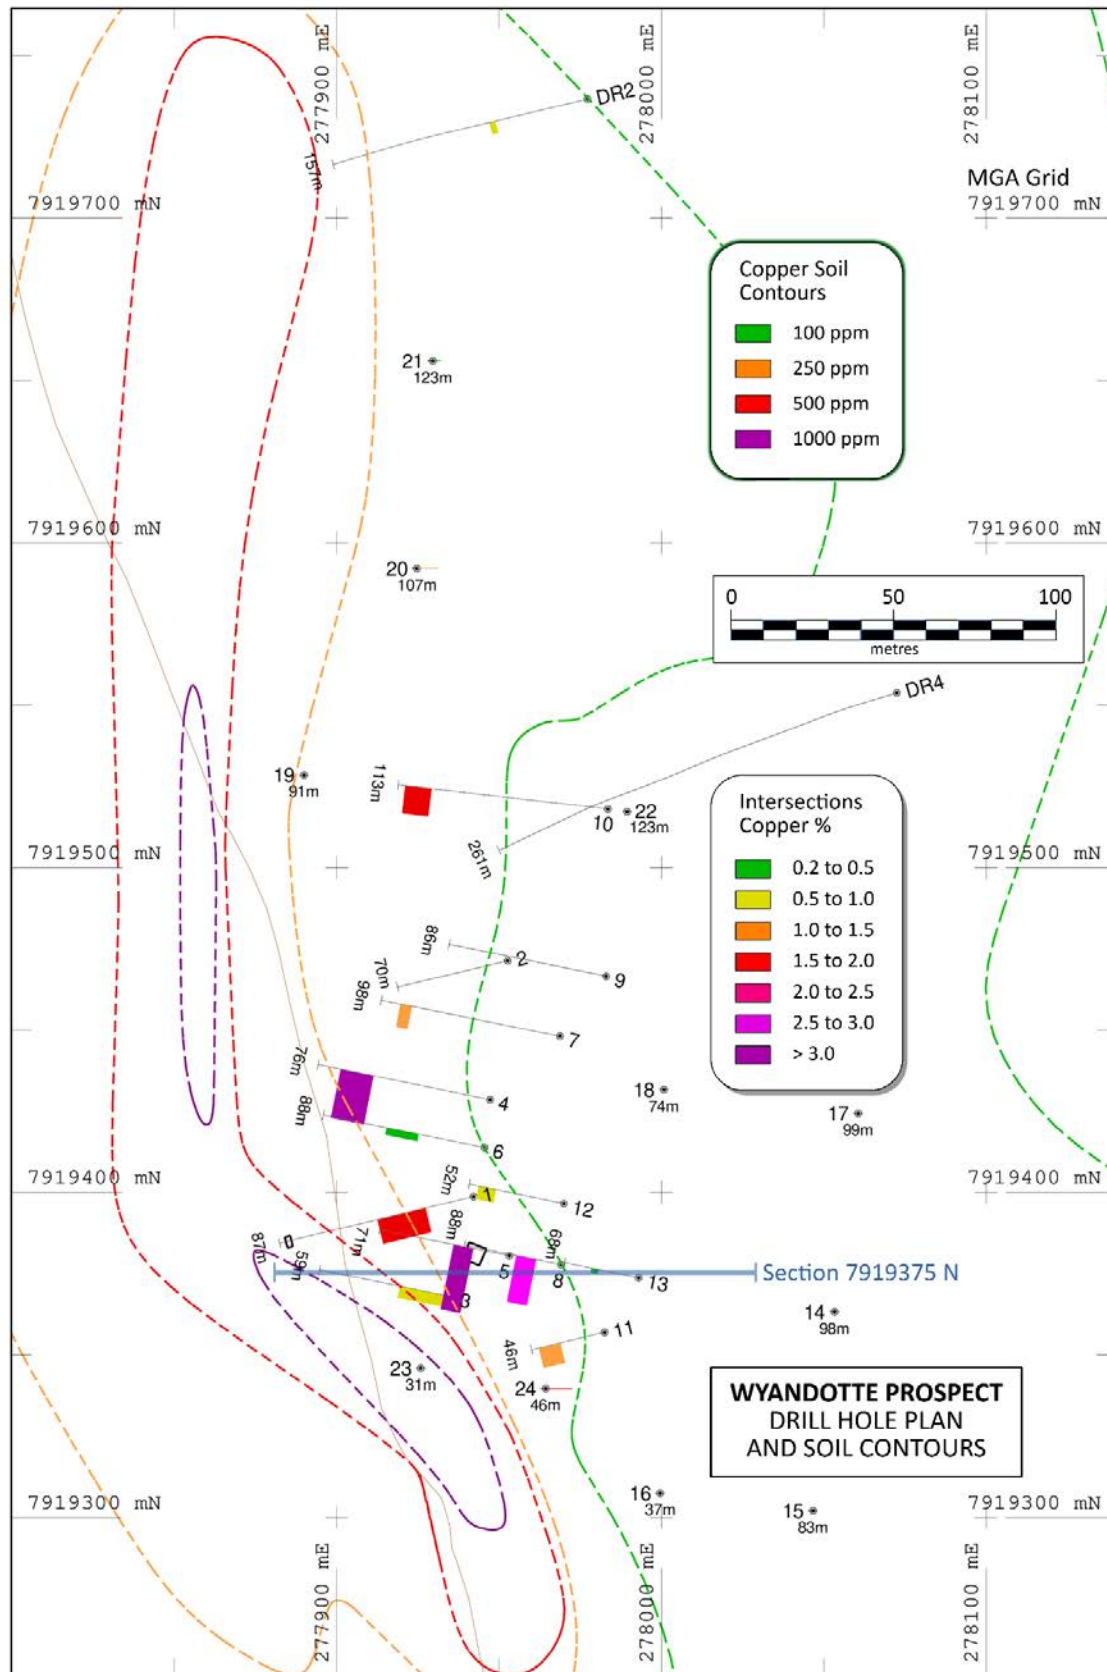 277900 mE
278000 mE
278100 mE
DR2
157m
MGA Grid
7919700 mN
7919700 mN
Copper Soil
Contours
100 ppm
250 ppm
500 ppm
1000 ppm
21
123m
7919600 mN
7919600 mN
20
107m
0 50 100
metres
DR4
19
91m
113m
10
22
123m
261m
Intersections
Copper %
0.2 to 0.5
0.5 to 1.0
1.0 to 1.5
1.5 to 2.0
2.0 to 2.5
2.5 to 3.0
> 3.0
7919500 mN
7919500 mN
86m
2
9
70m
98m
7
76m
4
18
74m
17
99m
88m
6
7919400 mN
7919400 mN
52m
1
12
71m
88m
68m
87m
59m
5
8
13
Section 7919375 N
3
14
98m
11
46m
23
31m
24
46m
WYANDOTTE PROSPECT
DRILL HOLE PLAN
AND SOIL CONTOURS
16
37m
15
83m
7919300 mN
7919300 mN
277900 mE
278000 mE
278100 mE